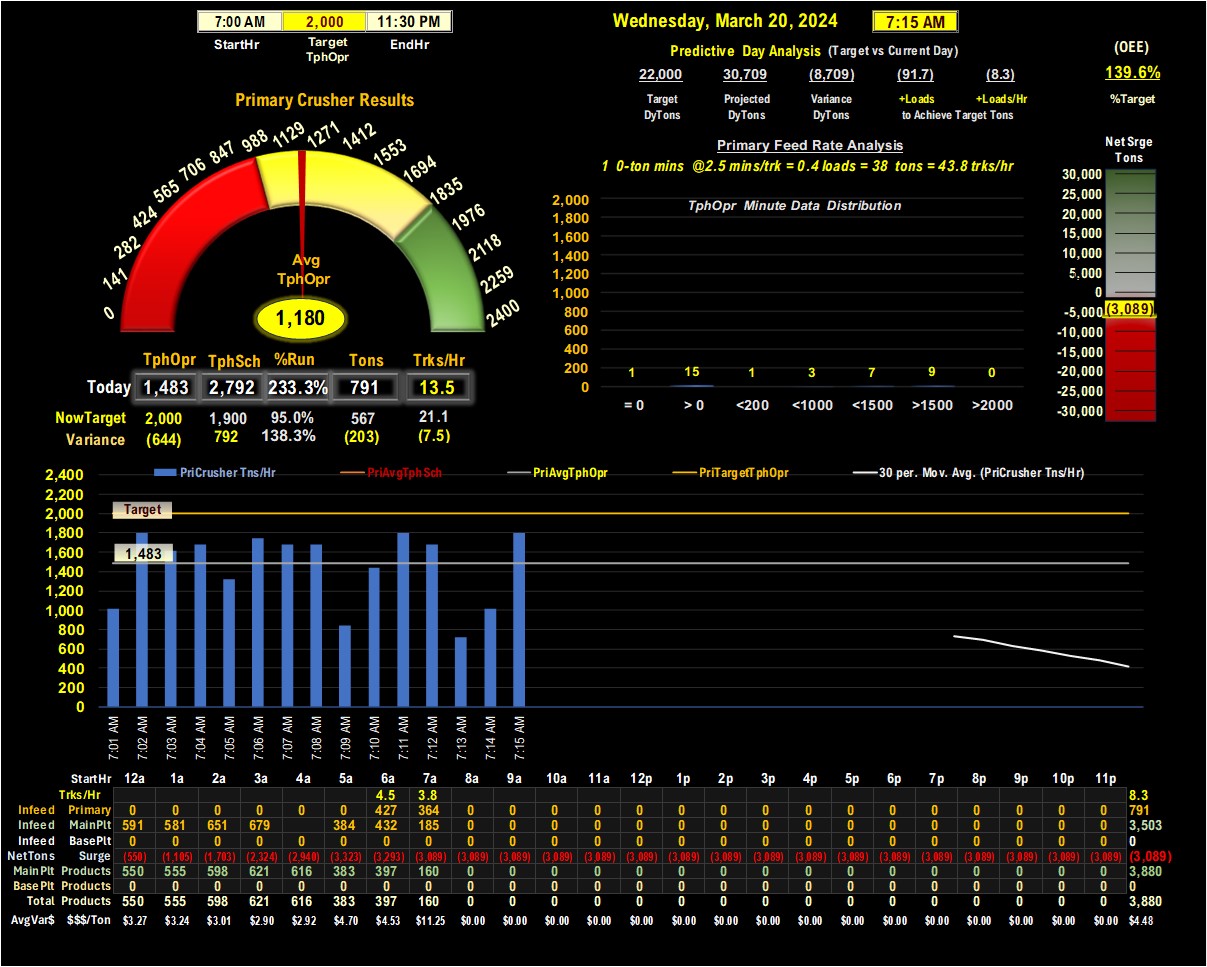 7:00 AM 2,000 11:30 PM
StartHr Target TphOpr EndHr
Wednesday, March 20, 2024 7:15 AM
Predictive Day Analysis (Target vs Current Day)
22,000 30,709 (8,709) (91.7) (8.3)
Target Projected Variance +Loads +Loads/Hr
DyTons DyTons DyTons to Achieve Target Tons
(OEE)
139.6%
%Target
Primary Crusher Results
0 141 282 424 565 706 847 988 1129 1271 1412 1553 1694 1835 1976 2118 2259 2400
Avg
TphOpr
1,180
TphOpr TphSch %Run Tons Trks/Hr
Today 1,483 2,792 233.3% 791 13.5
NowTarget 2,000 1,900 95.0% 567 21.1
Variance (644) 792 138.3% (203) (7.5)
Primary Feed Rate Analysis
1 0-ton mins @2.5 mins/trk = 0.4 loads = 38 tons = 43.8 trks/hr
TphOpr Minute Data Distribution
2,000
1,800
1,600
1,400
1,200
1,000
800
600
400
200
0
1 15 1 3 7 9 0
= 0 > 0 <200 <1000 <1500 >1500 >2000
Net Srge
Tons
30,000
25,000
20,000
15,000
10,000
5,000
0
-5,000 (3,089)
-10,000
-15,000
-20,000
-25,000
-30,000
PriCrusher Tns/Hr PriAvgTphSch PriAvgTphOpr PriTargetTphOpr 30 per. Mov. Avg. (PriCrusher Tns/Hr)
2,400
2,200
2,000
1,800
1,600
1,400
1,200
1,000
800
600
400
200
0
Target
1,483
7:01 AM 7:02 AM 7:03 AM 7:04 AM 7:05 AM 7:06 AM 7:07 AM 7:08 AM 7:09 AM 7:10 AM 7:11 AM 7:12 AM 7:13 AM 7:14 AM 7:15 AM
StartHr 12a 1a 2a 3a 4a 5a 6a 7a 8a 9a 10a 11a 12p 1p 2p 3p 4p 5p 6p 7p 8p 9p 10p 11p
Trks/Hr 4.5 3.8 8.3
Infeed Primary 0 0 0 0 0 0 427 364 0 0 0 0 0 0 0 0 0 0 0 0 0 0 0 0 791
Infeed MainPlt 591 581 651 679 384 432 185 0 0 0 0 0 0 0 0 0 0 0 0 0 0 0 0 3,503
Infeed BasePlt 0 0 0 0 0 0 0 0 0 0 0 0 0 0 0 0 0 0 0 0 0 0 0 0 0
NetTons Surge (550) (1,105) (1,703) (2,324) (2,940) (3,323) (3,293) (3,089) (3,089) (3,089) (3,089) (3,089) (3,089) (3,089) (3,089) (3,089) (3,089) (3,089) (3,089) (3,089) (3,089) (3,089) (3,089) (3,089) (3,089)
MainPlt Products 550 555 598 621 616 383 397 160 0 0 0 0 0 0 0 0 0 0 0 0 0 0 0 0 3,880
BasePlt Products 0 0 0 0 0 0 0 0 0 0 0 0 0 0 0 0 0 0 0 0 0 0 0 0 0
Total Products 550 555 598 621 616 383 397 160 0 0 0 0 0 0 0 0 0 0 0 0 0 0 0 0 3,880
AvgVar$ $$$/Ton $3.27 $3.24 $3.01 $2.90 $2.92 $4.70 $4.53 $11.25 $0.00 $0.00 $0.00 $0.00 $0.00 $0.00 $0.00 $0.00 $0.00 $0.00 $0.00 $0.00 $0.00 $0.00 $0.00 $0.00 $4.48